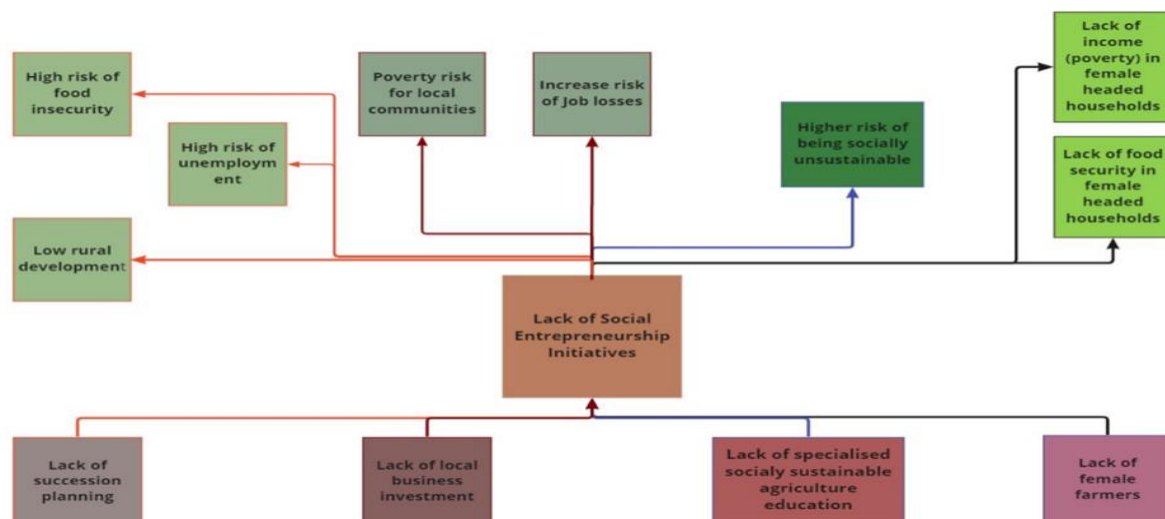 High risk of
food
insecurity
High risk of
unemploym
ent
Low rural
development
Poverty risk
for local
communities
Increase risk
of Job losses
Higher risk of
being socially
unsustainable
Lack of
income
(poverty) in
female
headed
households
Lack of food
security in
female
headed
households
Lack of Social
Entrepreneurship
Initiatives
Lack of
succession
planning
Lack of local
business
investment
Lack of specialised
socialy sustainable
agriculture
education
Lack of
female
farmers